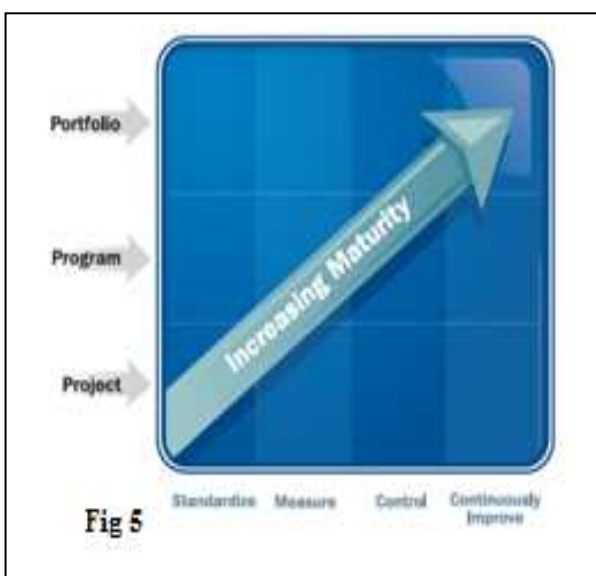 Portfolio
Program
Project
Increasing Maturity
Standardize Measure Control Continuously
Improve
Fig 5